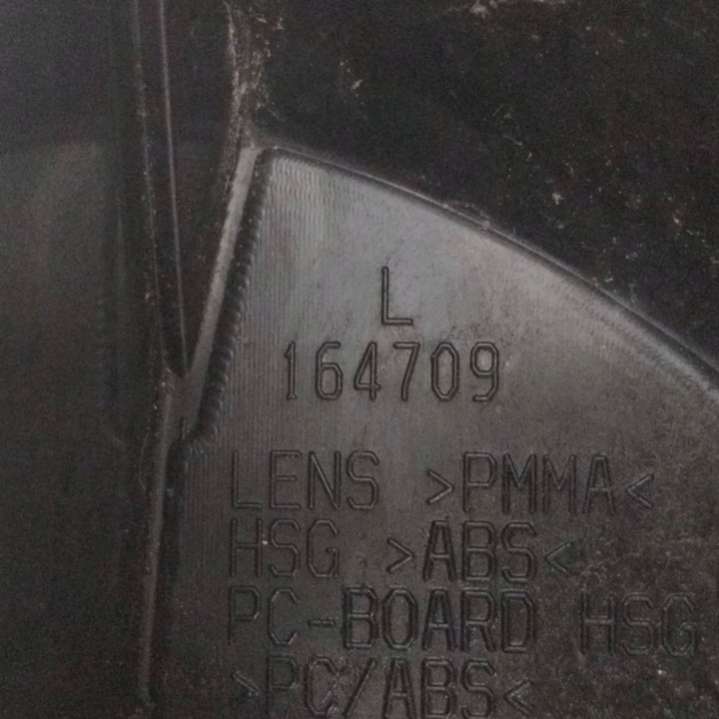 L
164709
LENS >PMMA<
HSG >ABS<
PC-BOARD HSG
>PC/ABS<